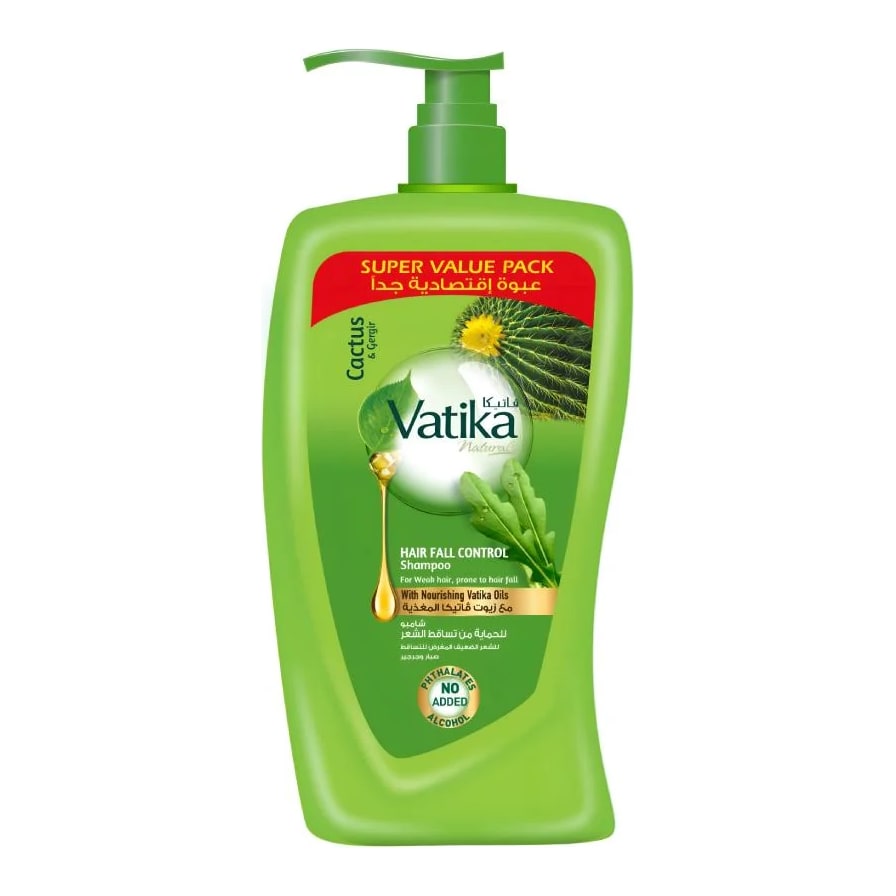 SUPER VALUE PACK
عبوة إقتصادية جداً
Cactus
& Gergir
فاتيكا
Vatika
Naturals
HAIR FALL CONTROL
Shampoo
For Weak hair, prone to hair fall
With Nourishing Vatika Oils
مع زيوت ڤاتيكا المغذية
شامبو
للحماية من تساقط الشعر
للشعر الضعيف المعرض للتساقط
صبار وجرجير
PHTHALATES
NO
ADDED
ALCOHOL